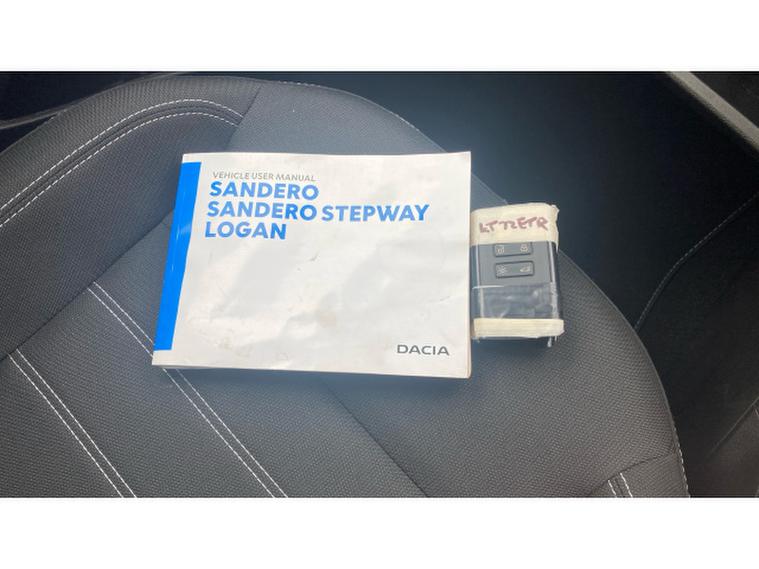 VEHICLE USER MANUAL
SANDERO
SANDERO STEPWAY
LOGAN
DACIA
LT72ETR